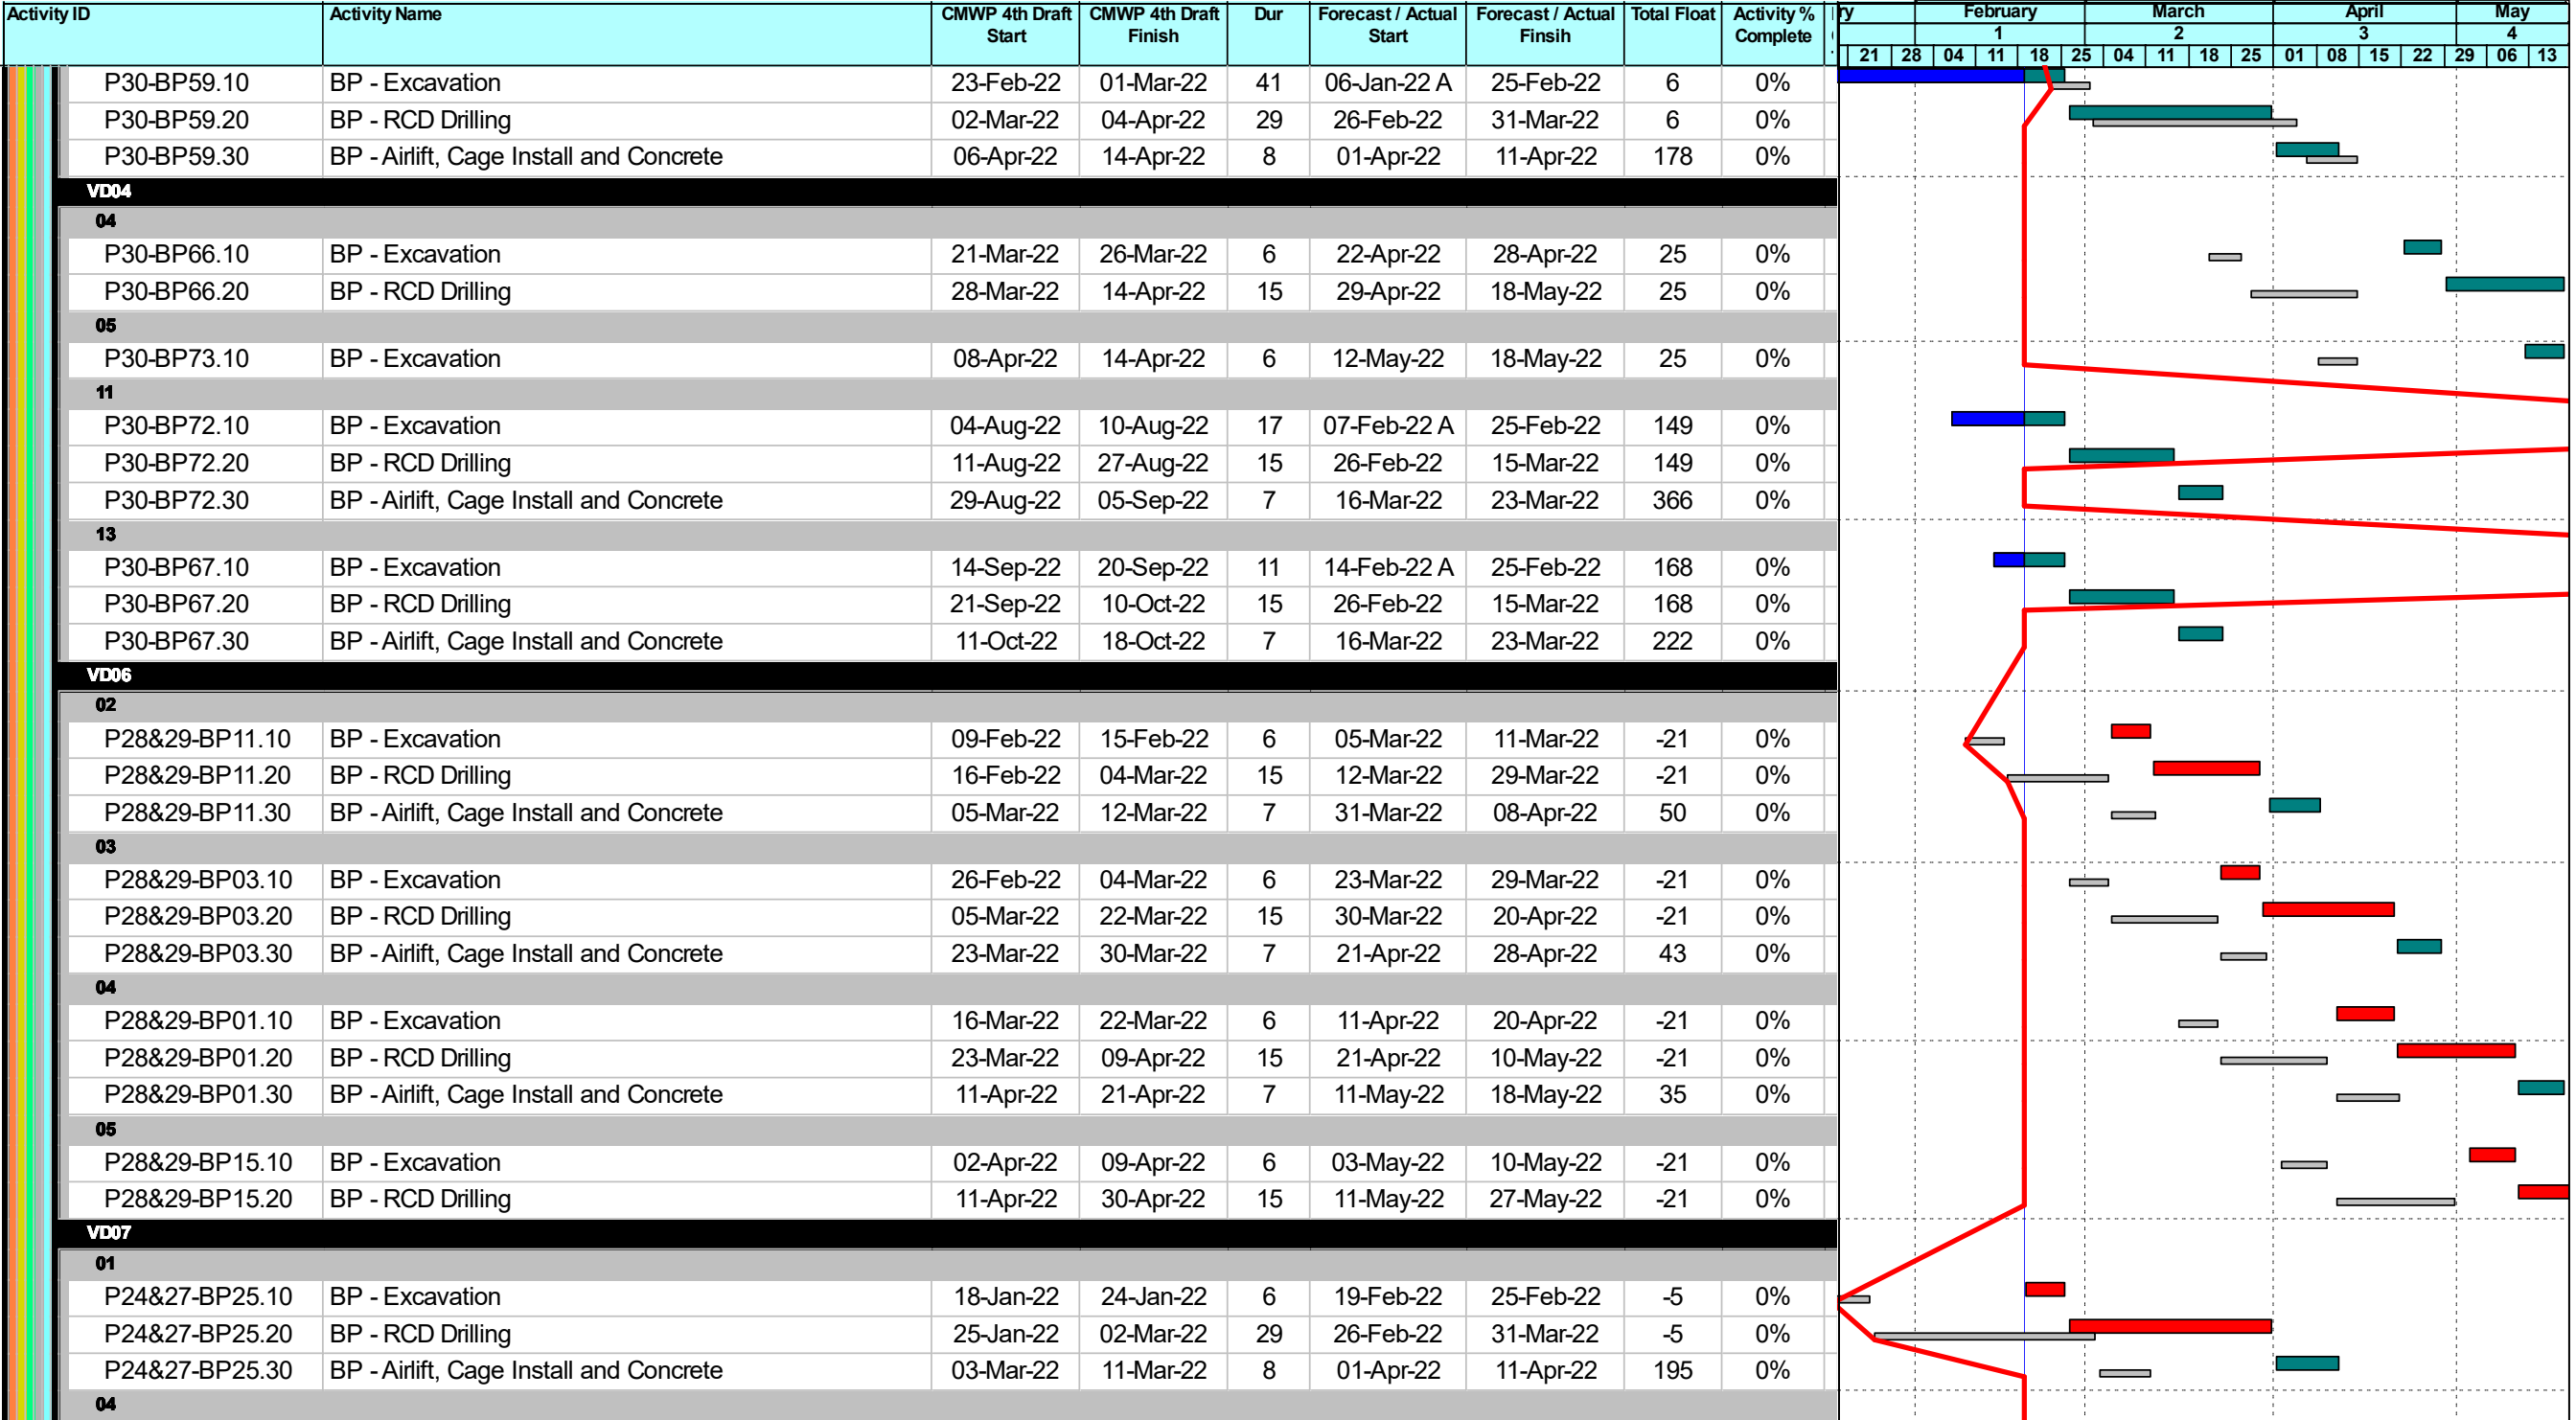 Activity ID Activity Name CMWP 4th Draft Start CMWP 4th Draft Finish Dur Forecast / Actual Start Forecast / Actual Finsih Total Float Activity % Complete
ry February March April May
1 2 3 4
21 28 04 11 18 25 04 11 18 25 01 08 15 22 29 06 13
P30-BP59.10 BP - Excavation 23-Feb-22 01-Mar-22 41 06-Jan-22 A 25-Feb-22 6 0%
P30-BP59.20 BP - RCD Drilling 02-Mar-22 04-Apr-22 29 26-Feb-22 31-Mar-22 6 0%
P30-BP59.30 BP - Airlift, Cage Install and Concrete 06-Apr-22 14-Apr-22 8 01-Apr-22 11-Apr-22 178 0%
VD04
04
P30-BP66.10 BP - Excavation 21-Mar-22 26-Mar-22 6 22-Apr-22 28-Apr-22 25 0%
P30-BP66.20 BP - RCD Drilling 28-Mar-22 14-Apr-22 15 29-Apr-22 18-May-22 25 0%
05
P30-BP73.10 BP - Excavation 08-Apr-22 14-Apr-22 6 12-May-22 18-May-22 25 0%
11
P30-BP72.10 BP - Excavation 04-Aug-22 10-Aug-22 17 07-Feb-22 A 25-Feb-22 149 0%
P30-BP72.20 BP - RCD Drilling 11-Aug-22 27-Aug-22 15 26-Feb-22 15-Mar-22 149 0%
P30-BP72.30 BP - Airlift, Cage Install and Concrete 29-Aug-22 05-Sep-22 7 16-Mar-22 23-Mar-22 366 0%
13
P30-BP67.10 BP - Excavation 14-Sep-22 20-Sep-22 11 14-Feb-22 A 25-Feb-22 168 0%
P30-BP67.20 BP - RCD Drilling 21-Sep-22 10-Oct-22 15 26-Feb-22 15-Mar-22 168 0%
P30-BP67.30 BP - Airlift, Cage Install and Concrete 11-Oct-22 18-Oct-22 7 16-Mar-22 23-Mar-22 222 0%
VD06
02
P28&29-BP11.10 BP - Excavation 09-Feb-22 15-Feb-22 6 05-Mar-22 11-Mar-22 -21 0%
P28&29-BP11.20 BP - RCD Drilling 16-Feb-22 04-Mar-22 15 12-Mar-22 29-Mar-22 -21 0%
P28&29-BP11.30 BP - Airlift, Cage Install and Concrete 05-Mar-22 12-Mar-22 7 31-Mar-22 08-Apr-22 50 0%
03
P28&29-BP03.10 BP - Excavation 26-Feb-22 04-Mar-22 6 23-Mar-22 29-Mar-22 -21 0%
P28&29-BP03.20 BP - RCD Drilling 05-Mar-22 22-Mar-22 15 30-Mar-22 20-Apr-22 -21 0%
P28&29-BP03.30 BP - Airlift, Cage Install and Concrete 23-Mar-22 30-Mar-22 7 21-Apr-22 28-Apr-22 43 0%
04
P28&29-BP01.10 BP - Excavation 16-Mar-22 22-Mar-22 6 11-Apr-22 20-Apr-22 -21 0%
P28&29-BP01.20 BP - RCD Drilling 23-Mar-22 09-Apr-22 15 21-Apr-22 10-May-22 -21 0%
P28&29-BP01.30 BP - Airlift, Cage Install and Concrete 11-Apr-22 21-Apr-22 7 11-May-22 18-May-22 35 0%
05
P28&29-BP15.10 BP - Excavation 02-Apr-22 09-Apr-22 6 03-May-22 10-May-22 -21 0%
P28&29-BP15.20 BP - RCD Drilling 11-Apr-22 30-Apr-22 15 11-May-22 27-May-22 -21 0%
VD07
01
P24&27-BP25.10 BP - Excavation 18-Jan-22 24-Jan-22 6 19-Feb-22 25-Feb-22 -5 0%
P24&27-BP25.20 BP - RCD Drilling 25-Jan-22 02-Mar-22 29 26-Feb-22 31-Mar-22 -5 0%
P24&27-BP25.30 BP - Airlift, Cage Install and Concrete 03-Mar-22 11-Mar-22 8 01-Apr-22 11-Apr-22 195 0%
04